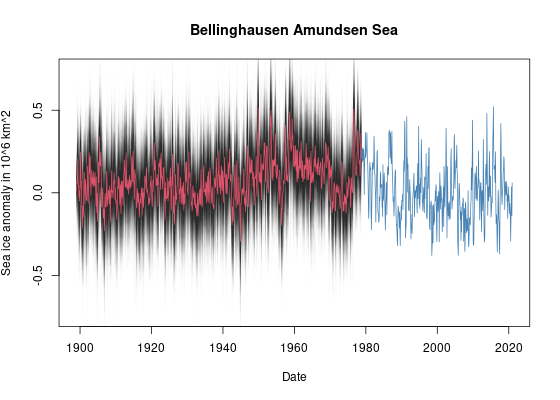 Bellinghausen Amundsen Sea
Sea ice anomaly in 10^6 km^2
0.5
0.0
-0.5
1900 1920 1940 1960 1980 2000 2020
Date